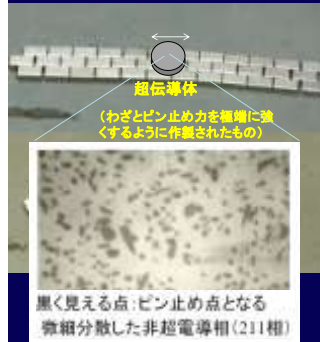 超伝導体
（わざとピン止め力を極端に強
くするように作製されたもの）
黒く見える点：ピン止め点となる
微細分散した非超電導相（211相）